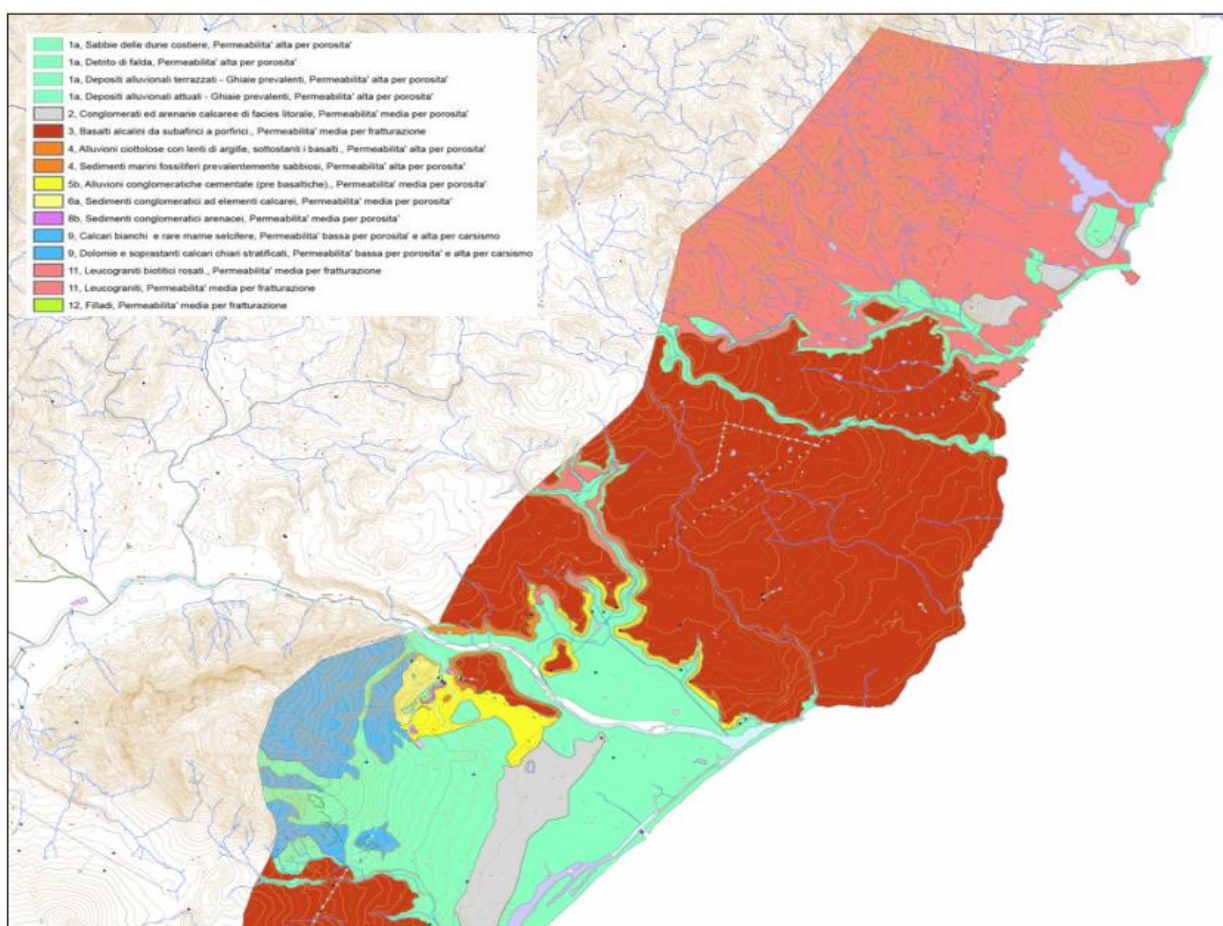 1a, Sabbie delle dune costiere, Permeabilita' alta per porosita'
1a, Detrito di falda, Permeabilita' alta per porosita'
1a, Depositi alluvionali terrazzati - Ghiaie prevalenti, Permeabilita' alta per porosita'
1a, Depositi alluvionali attuali - Ghiaie prevalenti, Permeabilita' alta per porosita'
2, Conglomerati ed arenarie calcaree di facies litorale, Permeabilita' media per porosita'
3, Basalti alcalini da subafirici a porfirici., Permeabilita' media per fratturazione
4, Alluvioni ciottolose con lenti di argille, sottostanti i basalti., Permeabilita' alta per porosita'
4, Sedimenti marini fossiliferi prevalentemente sabbiosi, Permeabilita' alta per porosita'
5b, Alluvioni conglomeratiche cementate (pre basaltiche)., Permeabilita' media per porosita'
6a, Sedimenti conglomeratici ad elementi calcarei, Permeabilita' media per porosita'
8b, Sedimenti conglomeratici arenacei, Permeabilita' media per porosita'
9, Calcari bianchi e rare marne selcifere, Permeabilita' bassa per porosita' e alta per carsismo
9, Dolomie e soprastanti calcari chiari stratificati, Permeabilita' bassa per porosita' e alta per carsismo
11, Leucograniti biotitici rosati., Permeabilita' media per fratturazione
11, Leucograniti, Permeabilita' media per fratturazione
12, Filladi, Permeabilita' media per fratturazione